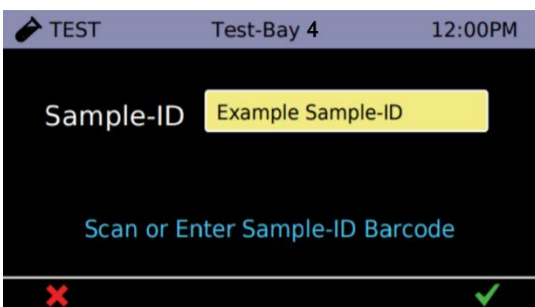 TEST Test-Bay 4 12:00PM
Sample-ID Example Sample-ID
Scan or Enter Sample-ID Barcode